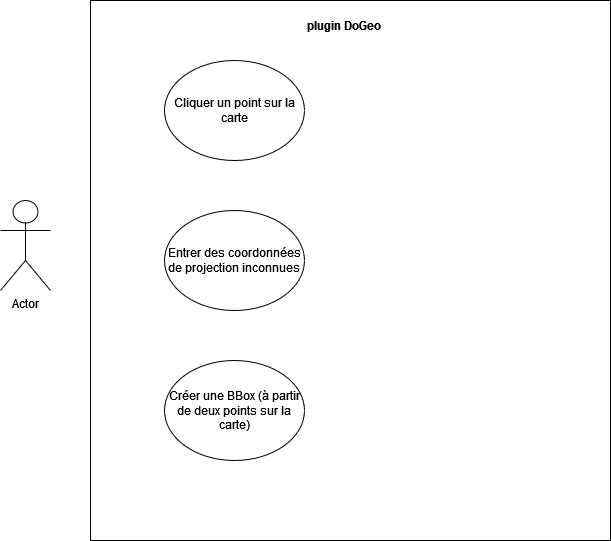 plugin DoGeo
Cliquer un point sur la
carte
Entrer des coordonnées
de projection inconnues
Actor
Créer une BBox (à partir
de deux points sur la
carte)